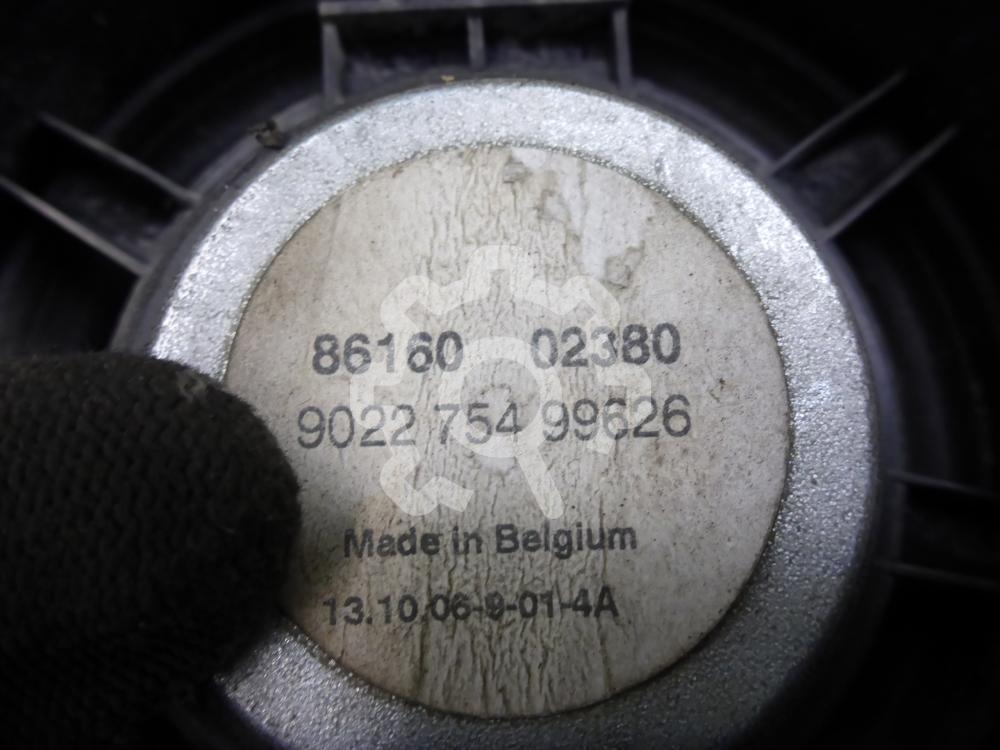 86160 02380
9022 754 99626
Made in Belgium
13.10.06-9-01-4A